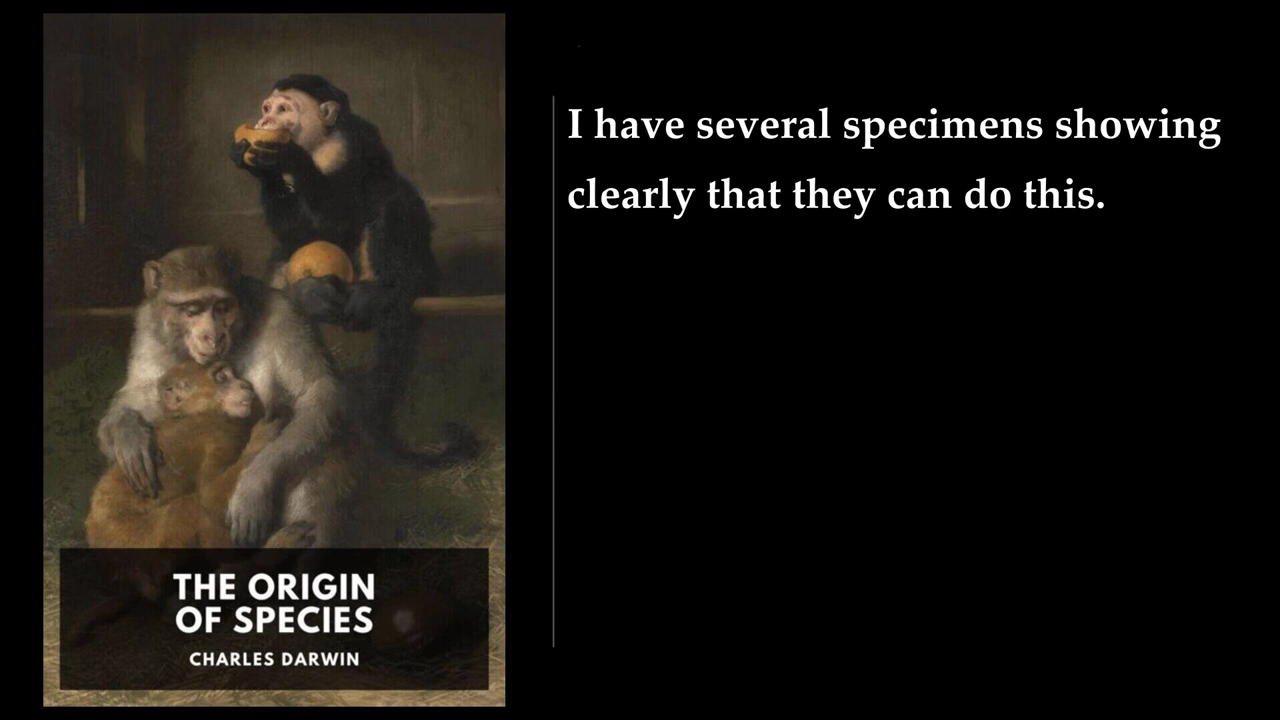 THE ORIGIN
OF SPECIES
CHARLES DARWIN
I have several specimens showing
clearly that they can do this.